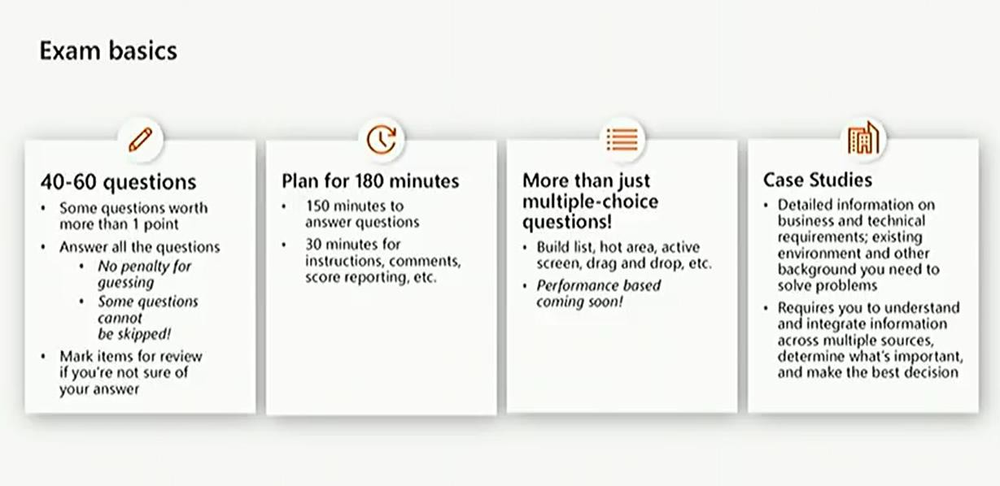 Exam basics
40-60 questions
• Some questions worth
more than 1 point
• Answer all the questions
• No penalty for
guessing
• Some questions
cannot
be skipped!
• Mark items for review
if you're not sure of
your answer
Plan for 180 minutes
• 150 minutes to
answer questions
• 30 minutes for
instructions, comments,
score reporting, etc.
More than just
multiple-choice
questions!
• Build list, hot area, active
screen, drag and drop, etc.
• Performance based
coming soon!
Case Studies
• Detailed information on
business and technical
requirements; existing
environment and other
background you need to
solve problems
• Requires you to understand
and integrate information
across multiple sources,
determine what's important,
and make the best decision